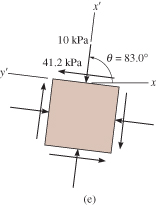 x'
10 kPa
θ = 83.0°
41.2 kPa
y'
x
(e)